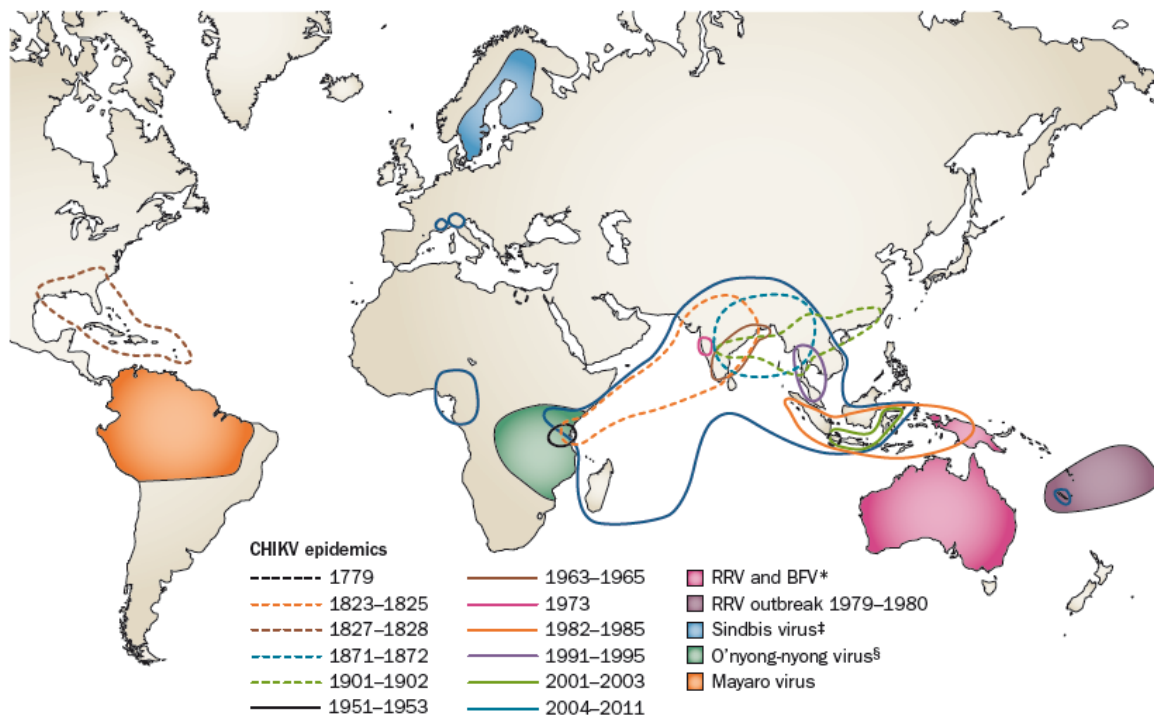 CHIKV epidemics
1779
1823–1825
1827–1828
1871–1872
1901–1902
1951–1953
1963–1965
1973
1982–1985
1991–1995
2001–2003
2004–2011
RRV and BFV*
RRV outbreak 1979–1980
Sindbis virus‡
O'nyong-nyong virus§
Mayaro virus